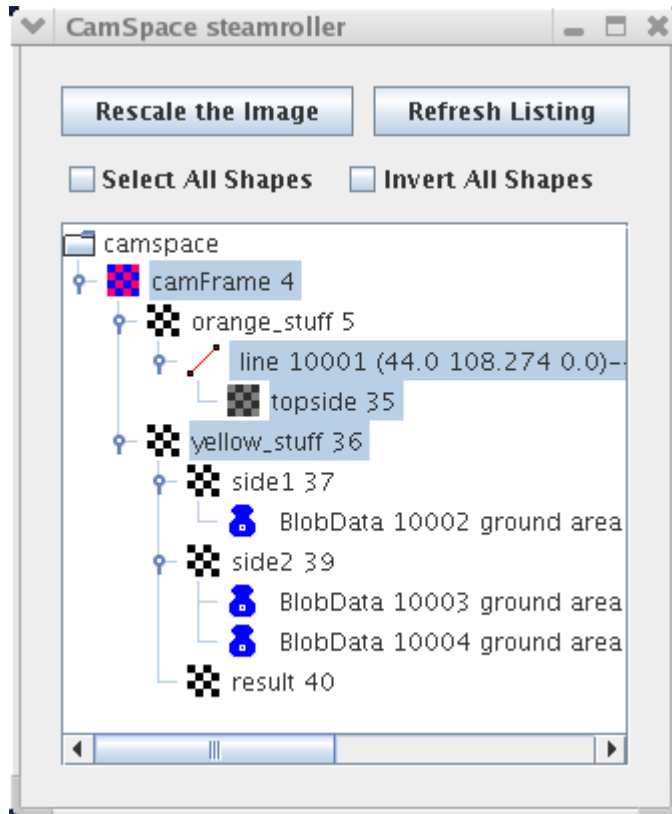 CamSpace steamroller
Rescale the Image Refresh Listing
Select All Shapes Invert All Shapes
camspace
camFrame 4
orange_stuff 5
line 10001 (44.0 108.274 0.0)--
topside 35
yellow_stuff 36
side1 37
BlobData 10002 ground area
side2 39
BlobData 10003 ground area
BlobData 10004 ground area
result 40